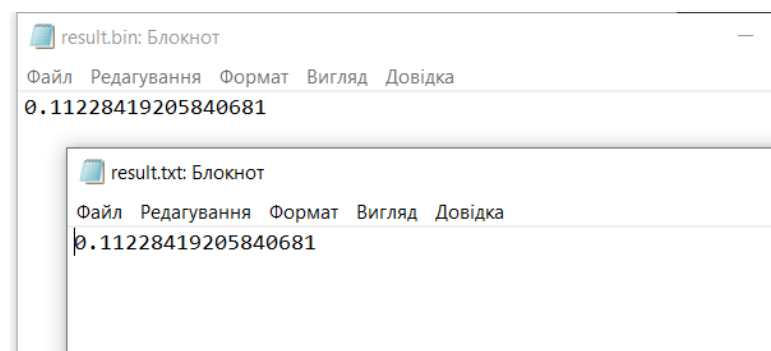 result.bin: Блокнот
Файл Редагування Формат Вигляд Довідка
0.11228419205840681
result.txt: Блокнот
Файл Редагування Формат Вигляд Довідка
0.11228419205840681